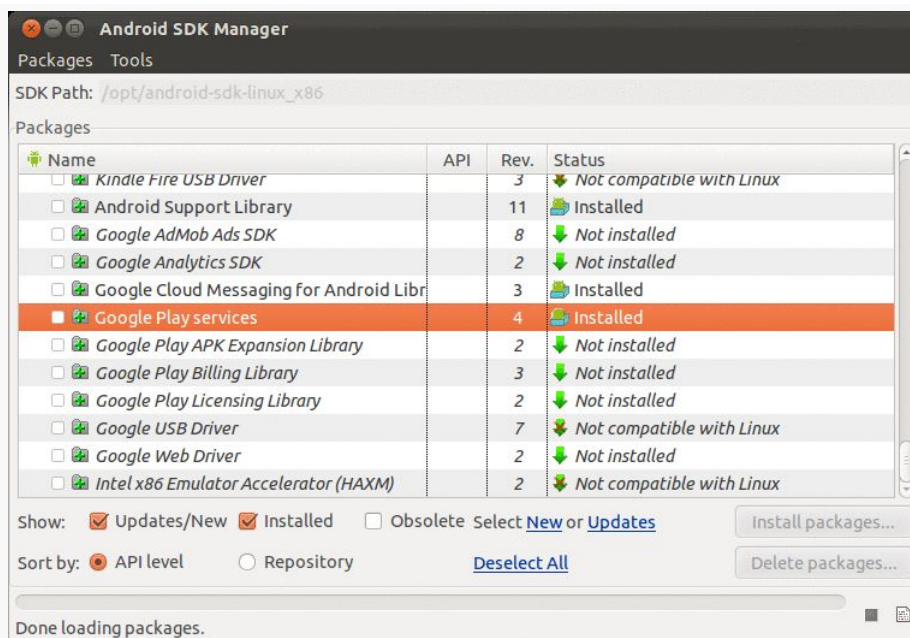 Android SDK Manager
Packages Tools
SDK Path: /opt/android-sdk-linux_x86
Packages
Name API Rev. Status
Kindle Fire USB Driver 3 Not compatible with Linux
Android Support Library 11 Installed
Google AdMob Ads SDK 8 Not installed
Google Analytics SDK 2 Not installed
Google Cloud Messaging for Android Libr 3 Installed
Google Play services 4 Installed
Google Play APK Expansion Library 2 Not installed
Google Play Billing Library 3 Not installed
Google Play Licensing Library 2 Not installed
Google USB Driver 7 Not compatible with Linux
Google Web Driver 2 Not installed
Intel x86 Emulator Accelerator (HAXM) 2 Not compatible with Linux
Show: Updates/New Installed Obsolete Select New or Updates Install packages...
Sort by: API level Repository Deselect All Delete packages...
Done loading packages.